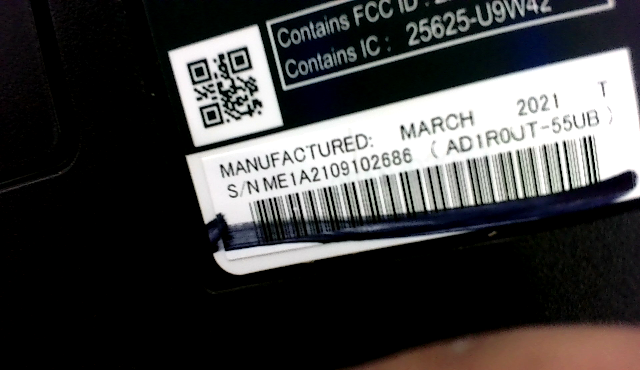 Contains FCC ID :
Contains IC : 25625-U9W42
MANUFACTURED: MARCH 2021 T
S/N ME1A2109102686 ( AD1R0UT-55UB )